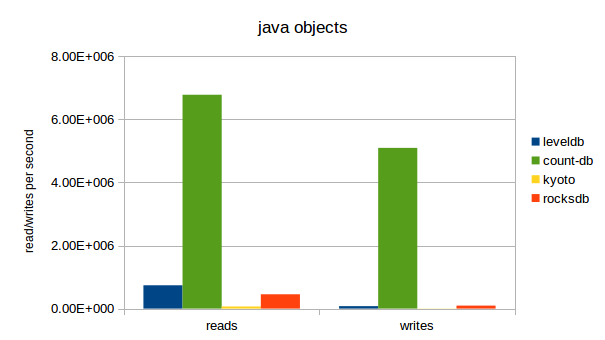 java objects
8.00E+006
6.00E+006
4.00E+006
2.00E+006
0.00E+000
read/writes per second
reads
writes
leveldb
count-db
kyoto
rocksdb